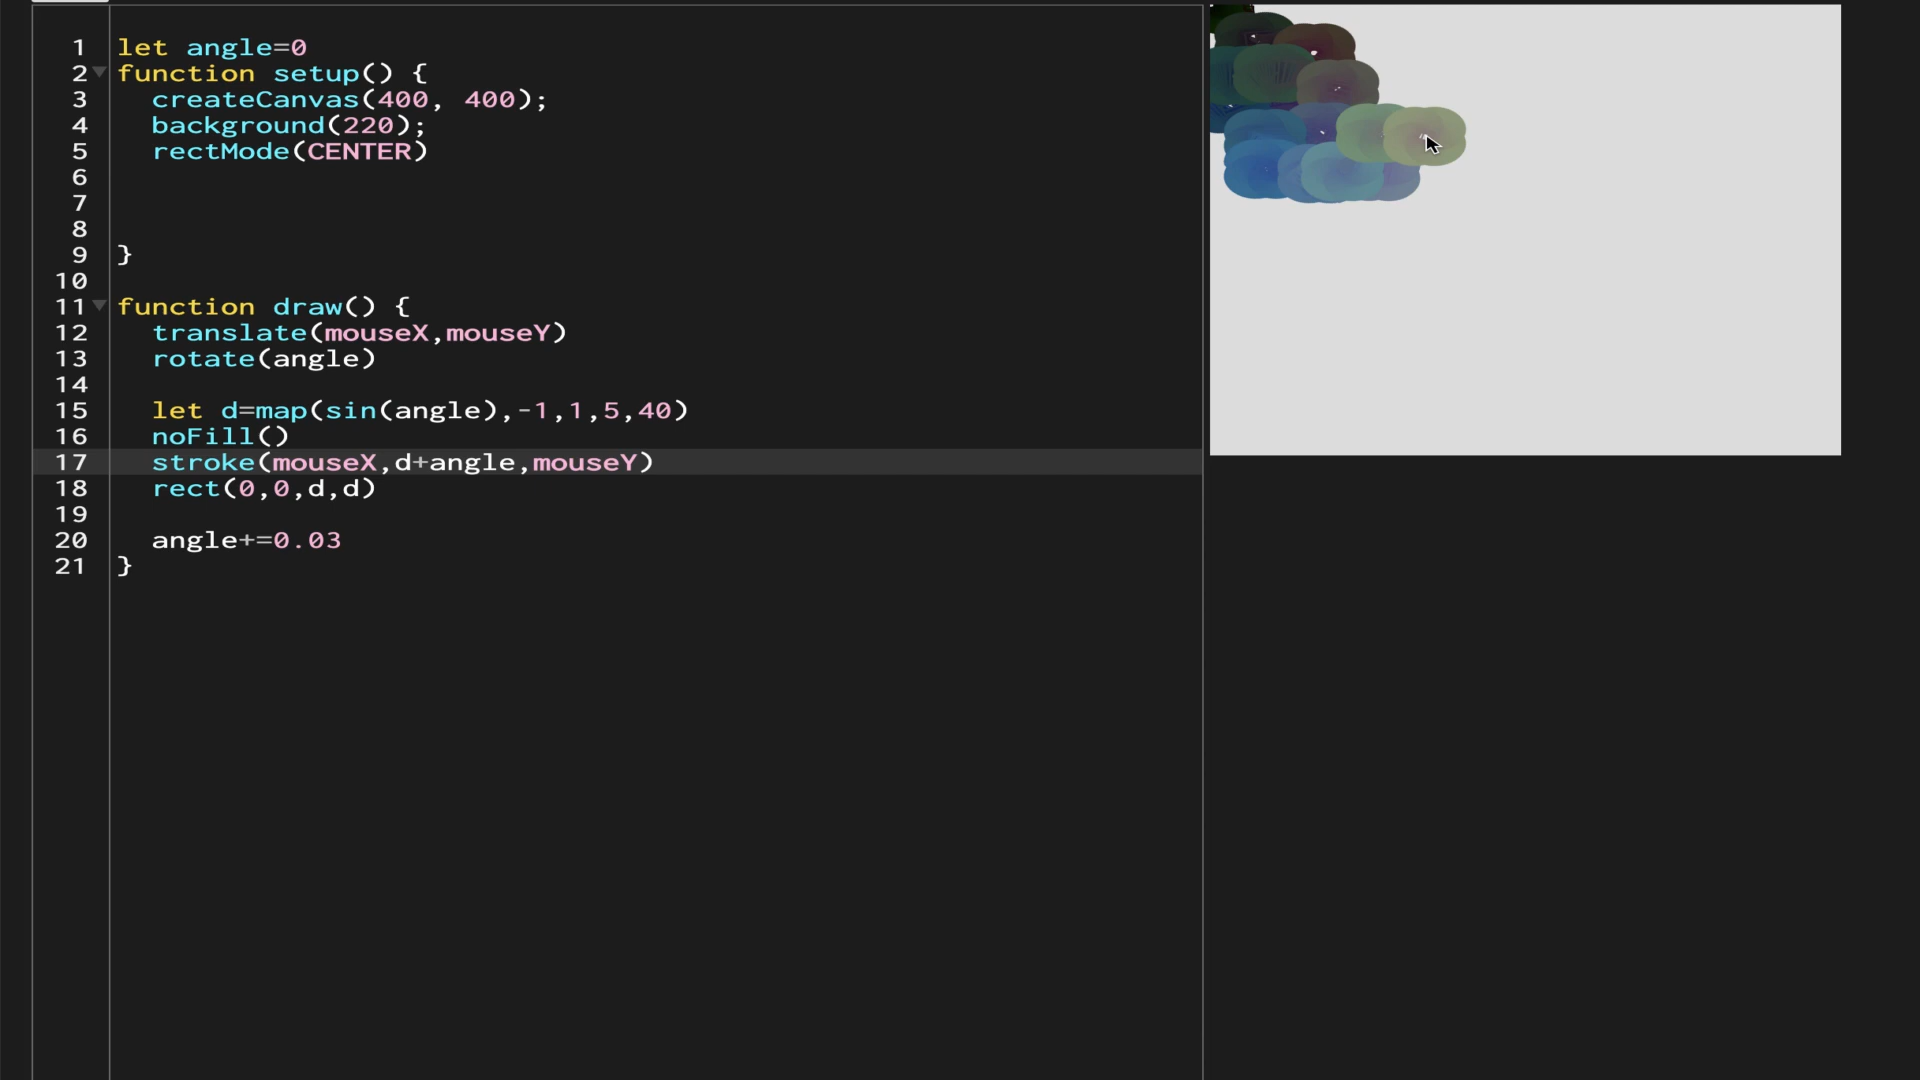 1 let angle=0
2 function setup() {
3 createCanvas(400, 400);
4 background(220);
5 rectMode(CENTER)
6
7
8
9 }
10
11 function draw() {
12 translate(mouseX,mouseY)
13 rotate(angle)
14
15 let d=map(sin(angle),-1,1,5,40)
16 noFill()
17 stroke(mouseX,d+angle,mouseY)
18 rect(0,0,d,d)
19
20 angle+=0.03
21 }